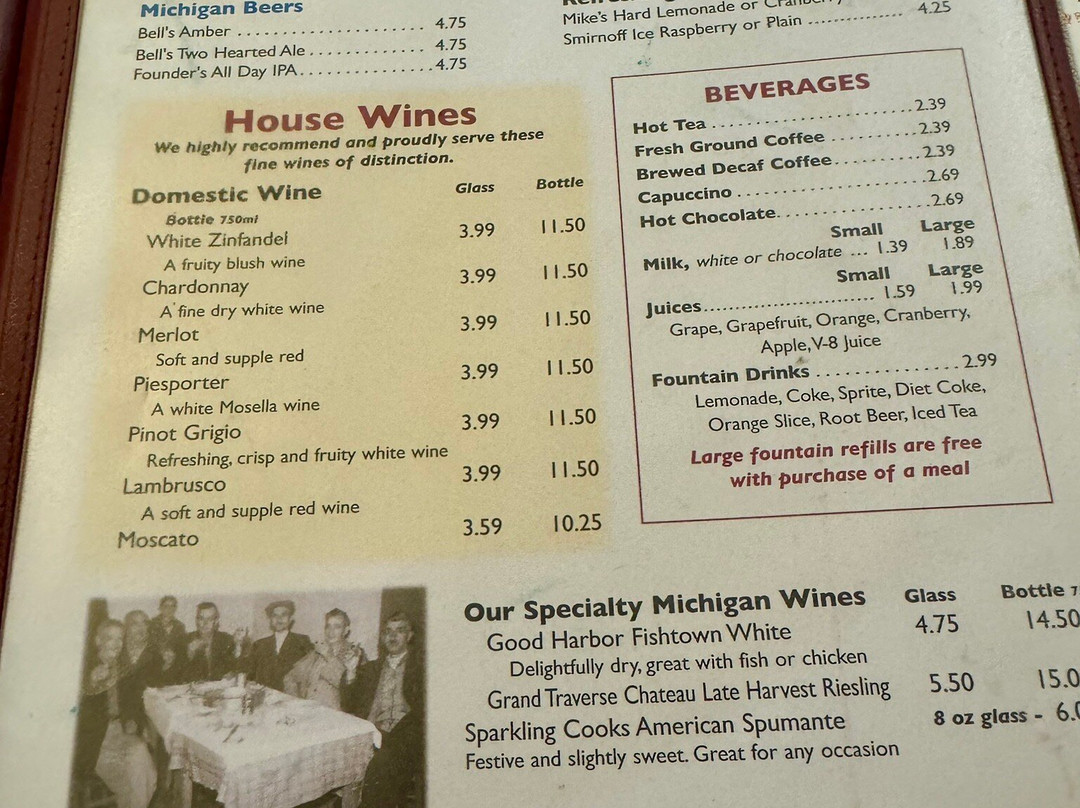 Michigan Beers
Bell's Amber ..................... 4.75
Bell's Two Hearted Ale ............. 4.75
Founder's All Day IPA.............. 4.75
Mike's Hard Lemonade or
Smirnoff Ice Raspberry or Plain .............. 4.25
House Wines
We highly recommend and proudly serve these
fine wines of distinction.
Domestic Wine Glass Bottle
Bottle 750ml
White Zinfandel 3.99 11.50
A fruity blush wine
Chardonnay 3.99 11.50
A fine dry white wine
Merlot 3.99 11.50
Soft and supple red
Piesporter 3.99 11.50
A white Mosella wine
Pinot Grigio 3.99 11.50
Refreshing, crisp and fruity white wine
Lambrusco 3.99 11.50
A soft and supple red wine
Moscato 3.59 10.25
BEVERAGES
Hot Tea ......................... 2.39
Fresh Ground Coffee ........... 2.39
Brewed Decaf Coffee.......... 2.39
Capuccino ....................... 2.69
Hot Chocolate.................... 2.69
Small Large
Milk, white or chocolate ... 1.39 1.89
Small Large
Juices........................... 1.59 1.99
Grape, Grapefruit, Orange, Cranberry,
Apple, V-8 Juice
Fountain Drinks .............. 2.99
Lemonade, Coke, Sprite, Diet Coke,
Orange Slice, Root Beer, Iced Tea
Large fountain refills are free
with purchase of a meal
Our Specialty Michigan Wines Glass Bottle
Good Harbor Fishtown White 4.75 14.50
Delightfully dry, great with fish or chicken
Grand Traverse Chateau Late Harvest Riesling 5.50 15.0
Sparkling Cooks American Spumante 8 oz glass - 6.0
Festive and slightly sweet. Great for any occasion